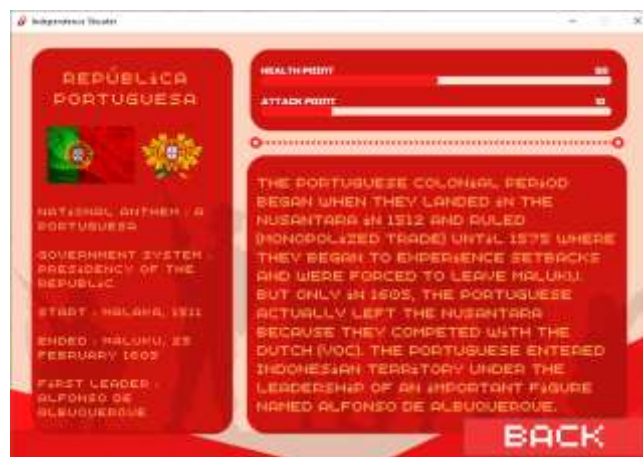 Independence Shooter
REPÚBLiCA
PORTUGUESA
NATiONAL ANTHEM : A
PORTUGUESA
GOVERNMENT SYSTEM :
PRESiDENCY OF THE
REPUBLiC
START : MALAKA, 1511
ENDED : MALUKU, 23
FEBRUARY 1605
FiRST LEADER :
ALFONSO DE
ALBUQUERQUE
HEALTH POINT
ATTACK POINT
10
THE PORTUGUESE COLONiAL PERiOD
BEGAN WHEN THEY LANDED iN THE
NUSANTARA iN 1512 AND RULED
(MONOPOLiZED TRADE) UNTiL 1575 WHERE
THEY BEGAN TO EXPERiENCE SETBACKS
AND WERE FORCED TO LEAVE MALUKU.
BUT ONLY iN 1605, THE PORTUGUESE
ACTUALLY LEFT THE NUSANTARA
BECAUSE THEY COMPETED WiTH THE
DUTCH (VOC). THE PORTUGUESE ENTERED
INDONESiAN TERRiTORY UNDER THE
LEADERSHiP OF AN iMPORTANT FiGURE
NAMED ALFONSO DE ALBUQUERQUE.
BACK